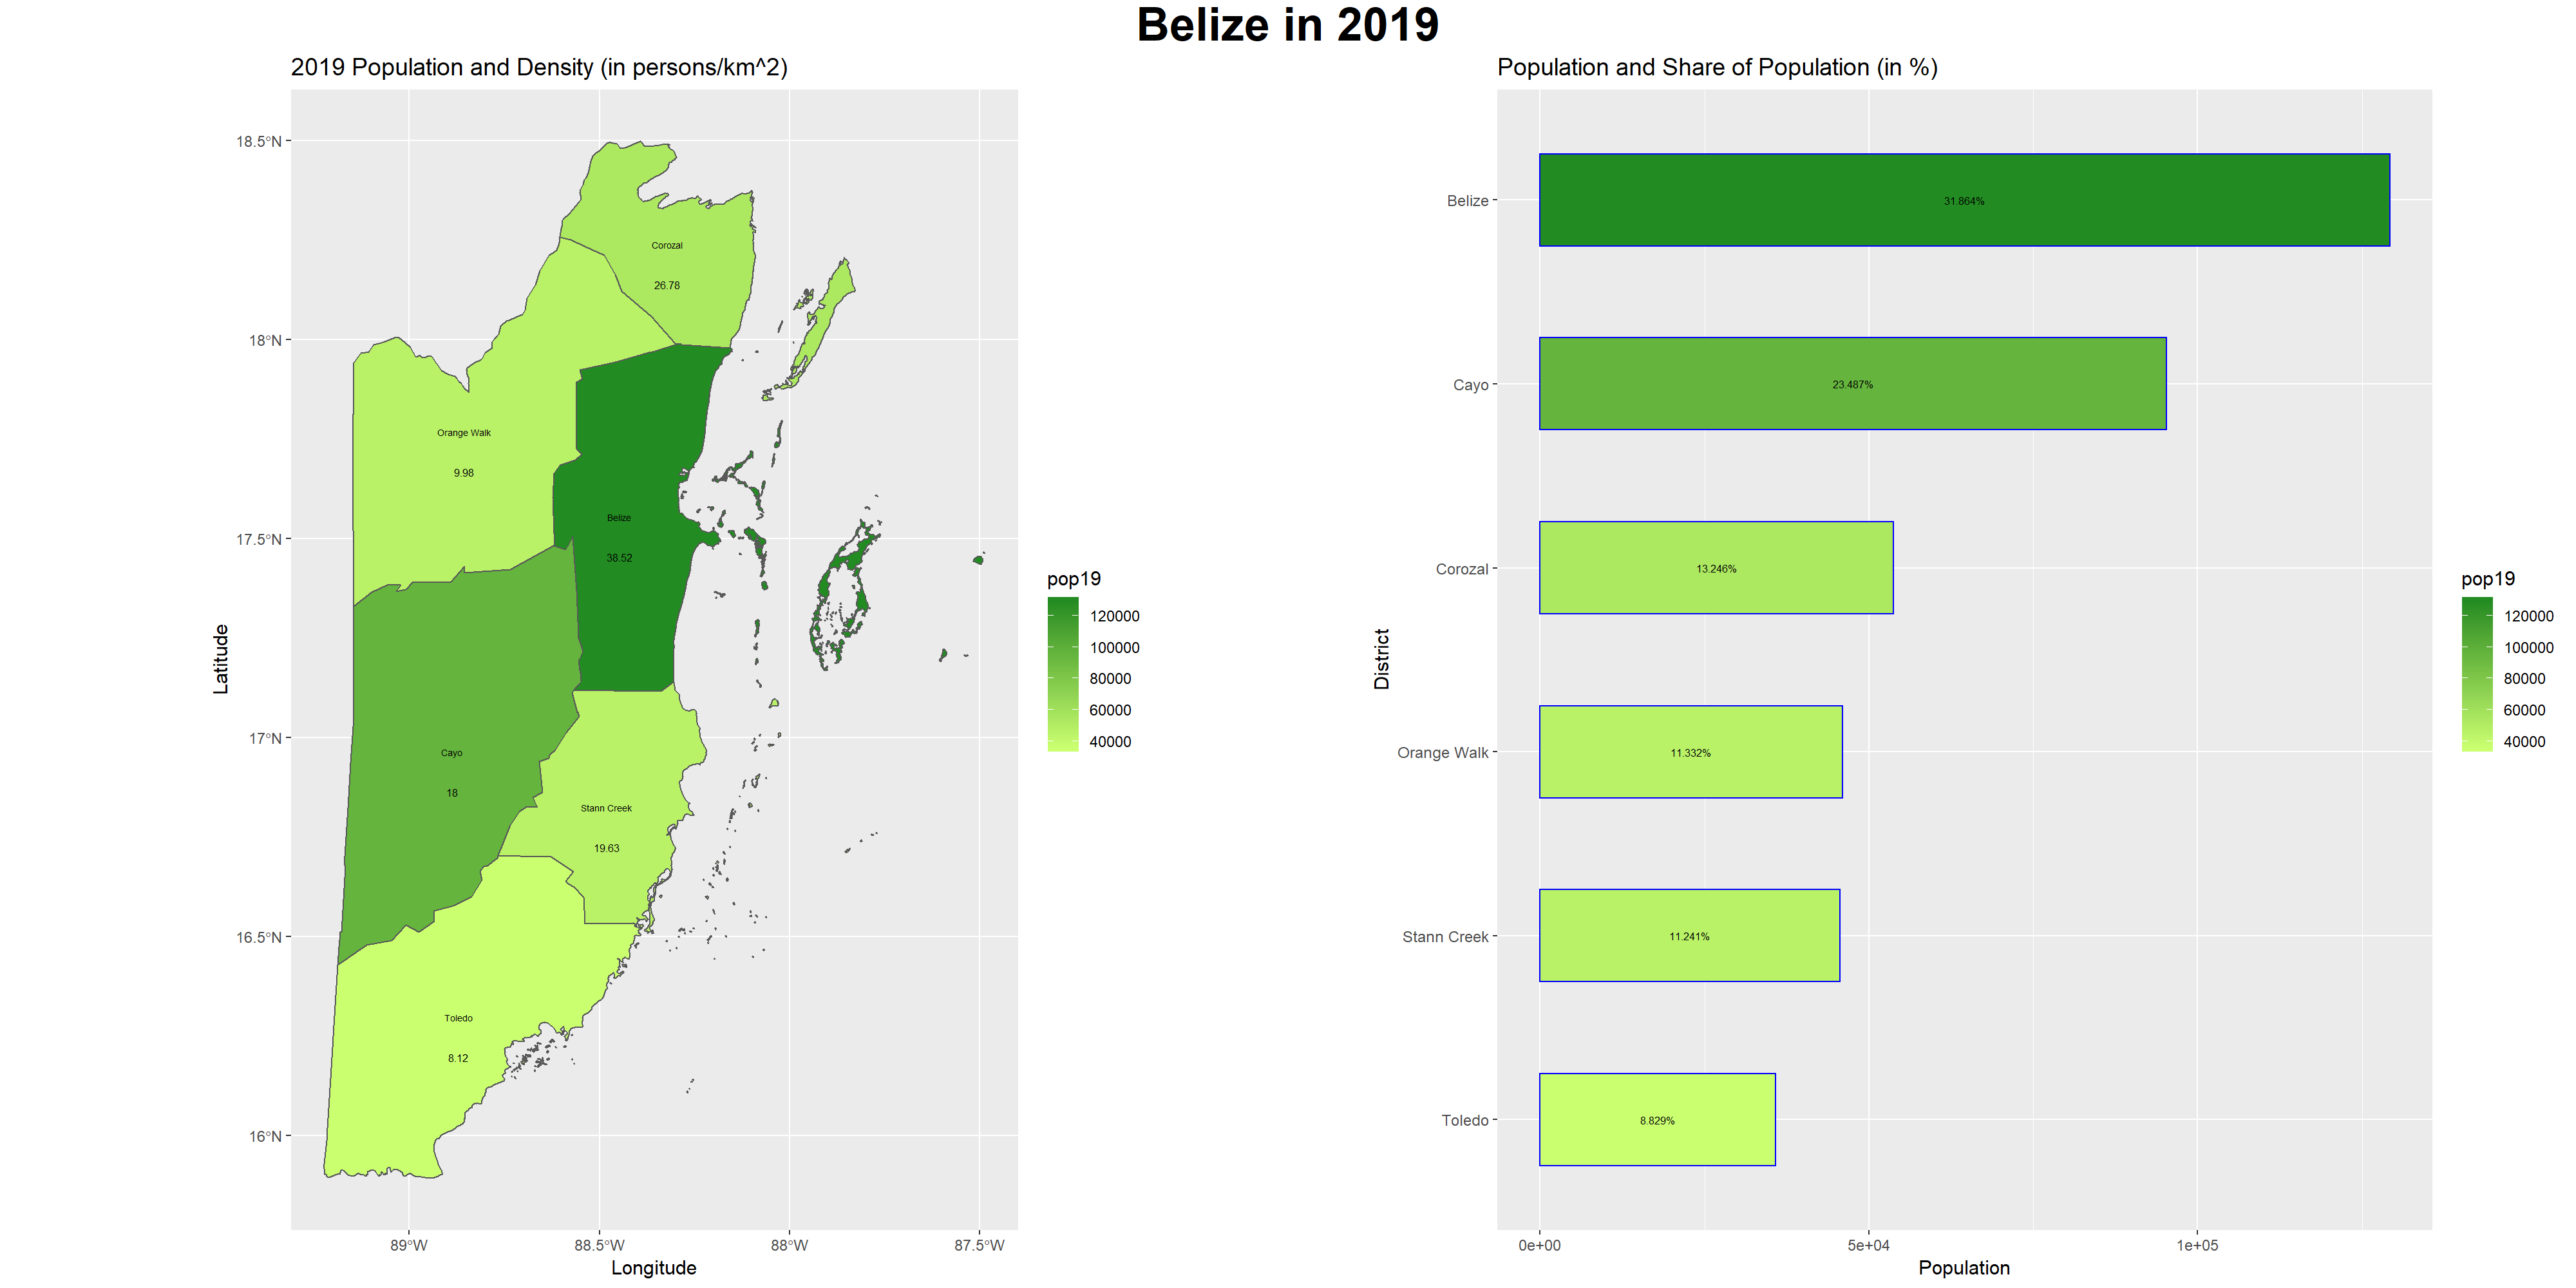 Belize in 2019
2019 Population and Density (in persons/km^2)
18.5°N
18°N
17.5°N
17°N
16.5°N
16°N
Latitude
Corozal
26.78
Orange Walk
9.98
Belize
38.52
Cayo
18
Stann Creek
19.63
Toledo
8.12
89°W
88.5°W
88°W
87.5°W
Longitude
pop19
120000
100000
80000
60000
40000
Population and Share of Population (in %)
District
Belize
31.864%
Cayo
23.487%
Corozal
13.246%
Orange Walk
11.332%
Stann Creek
11.241%
Toledo
8.829%
0e+00
5e+04
1e+05
Population
pop19
120000
100000
80000
60000
40000